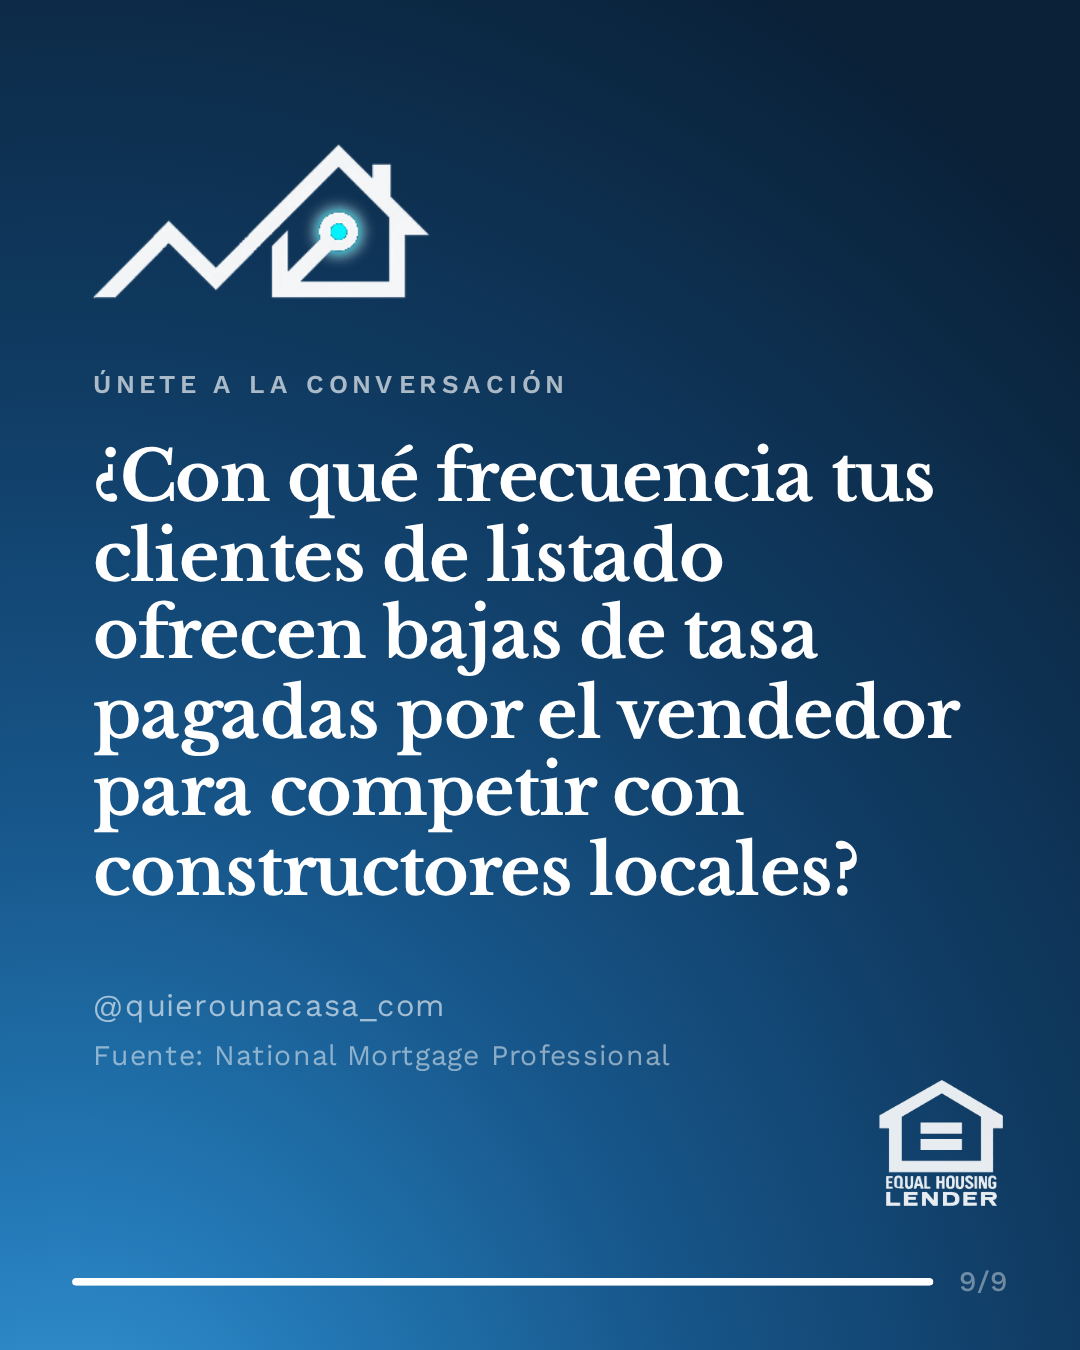 ÚNETE A LA CONVERSACIÓN
¿Con qué frecuencia tus
clientes de listado
ofrecen bajas de tasa
pagadas por el vendedor
para competir con
constructores locales?
@quierounacasa_com
Fuente: National Mortgage Professional
EQUAL HOUSING
LENDER
9/9